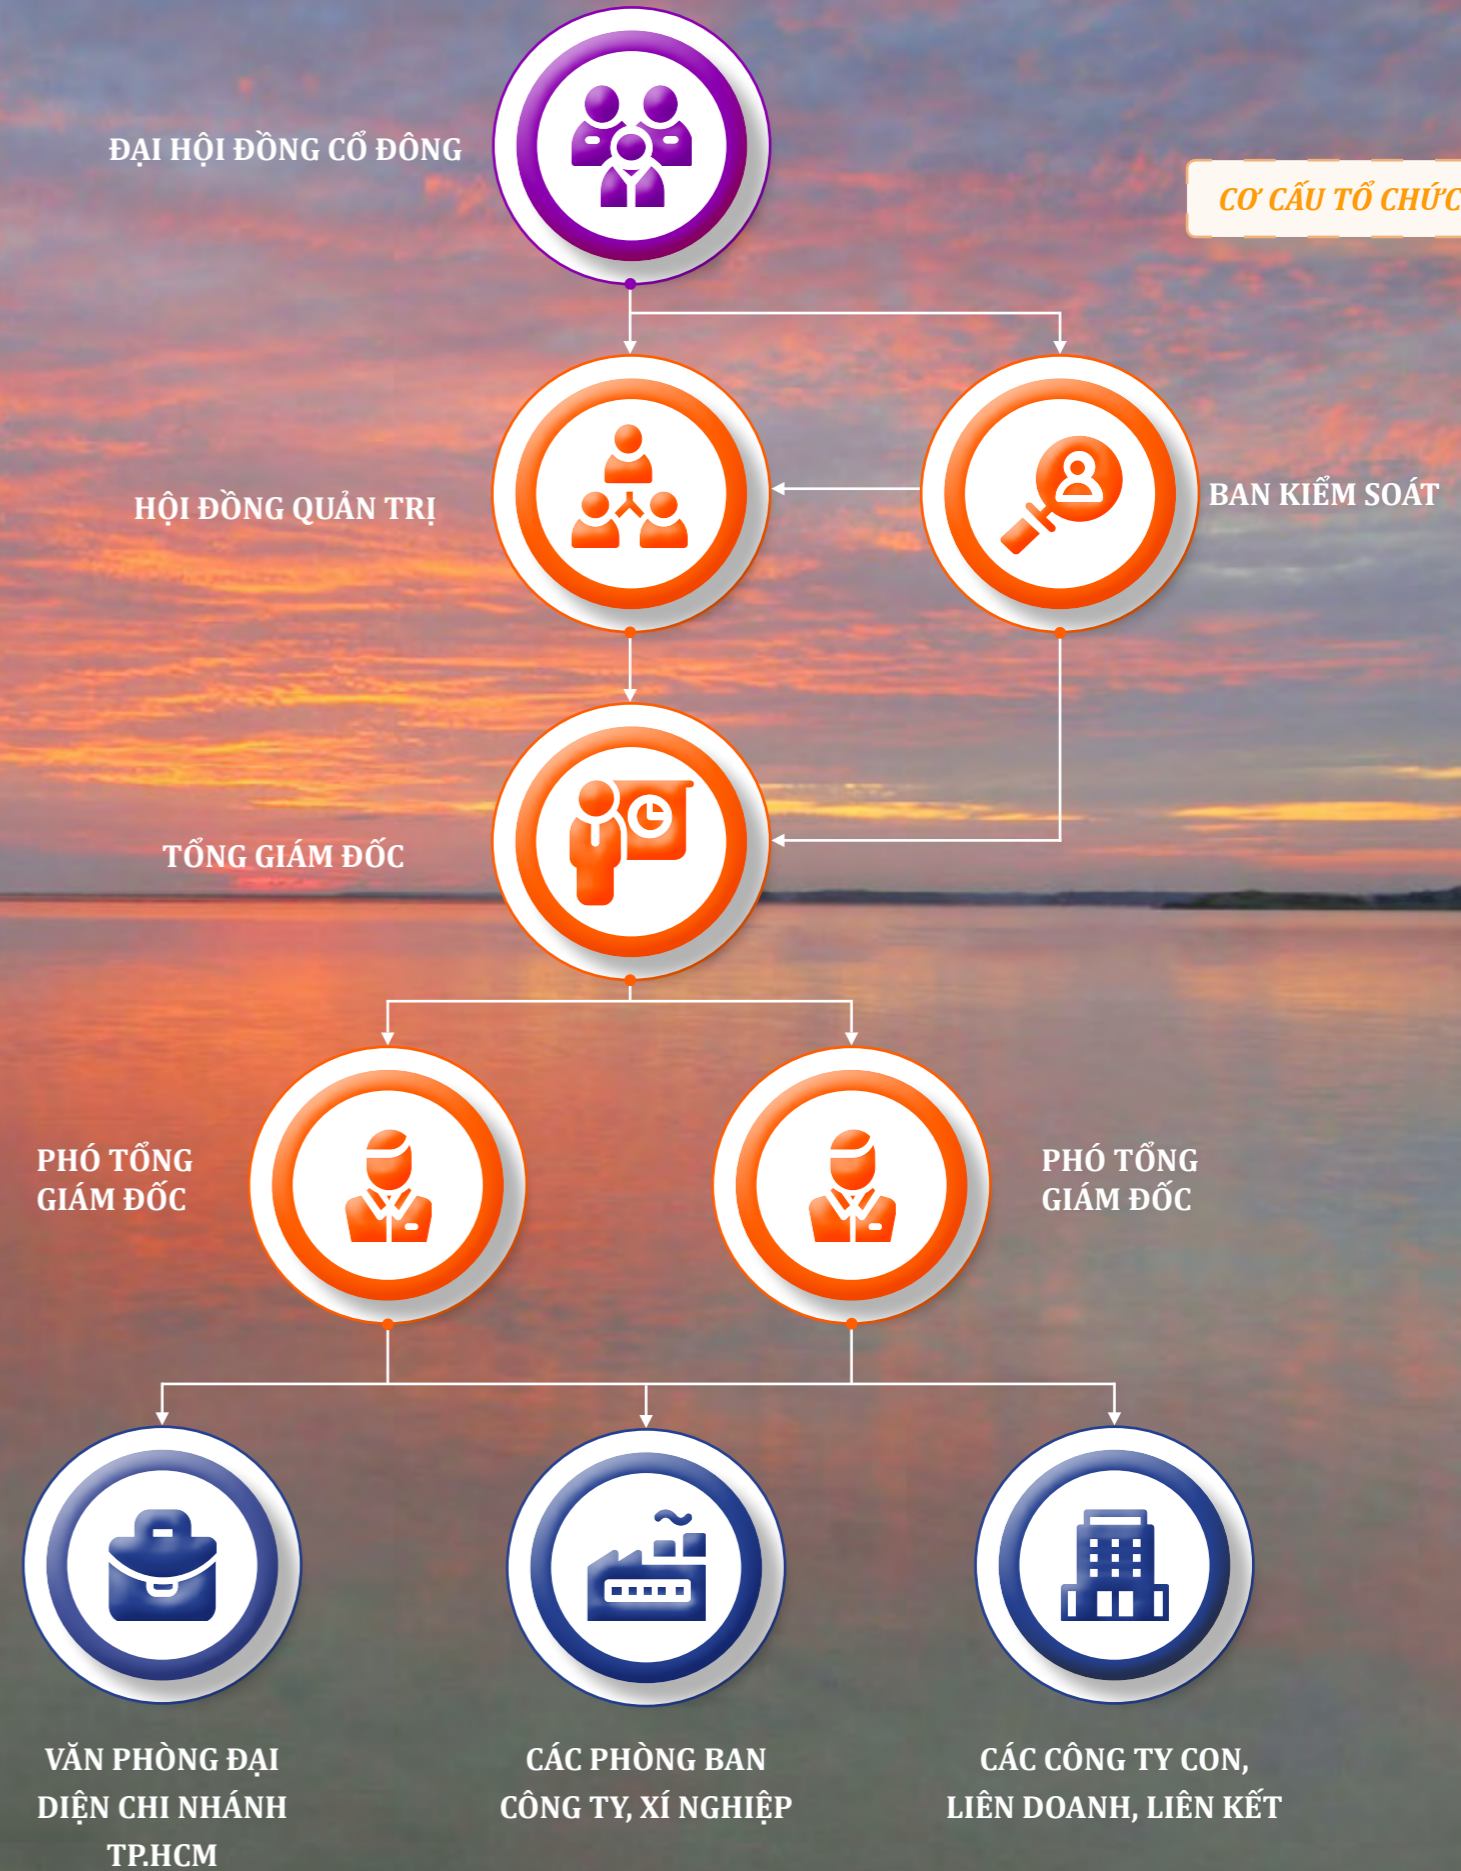 ĐẠI HỘI ĐỒNG CỔ ĐÔNG
CƠ CẤU TỔ CHỨC
HỘI ĐỒNG QUẢN TRỊ
BAN KIỂM SOÁT
TỔNG GIÁM ĐỐC
PHÓ TỔNG
GIÁM ĐỐC
PHÓ TỔNG
GIÁM ĐỐC
VĂN PHÒNG ĐẠI
DIỆN CHI NHÁNH
TP.HCM
CÁC PHÒNG BAN
CÔNG TY, XÍ NGHIỆP
CÁC CÔNG TY CON,
LIÊN DOANH, LIÊN KẾT